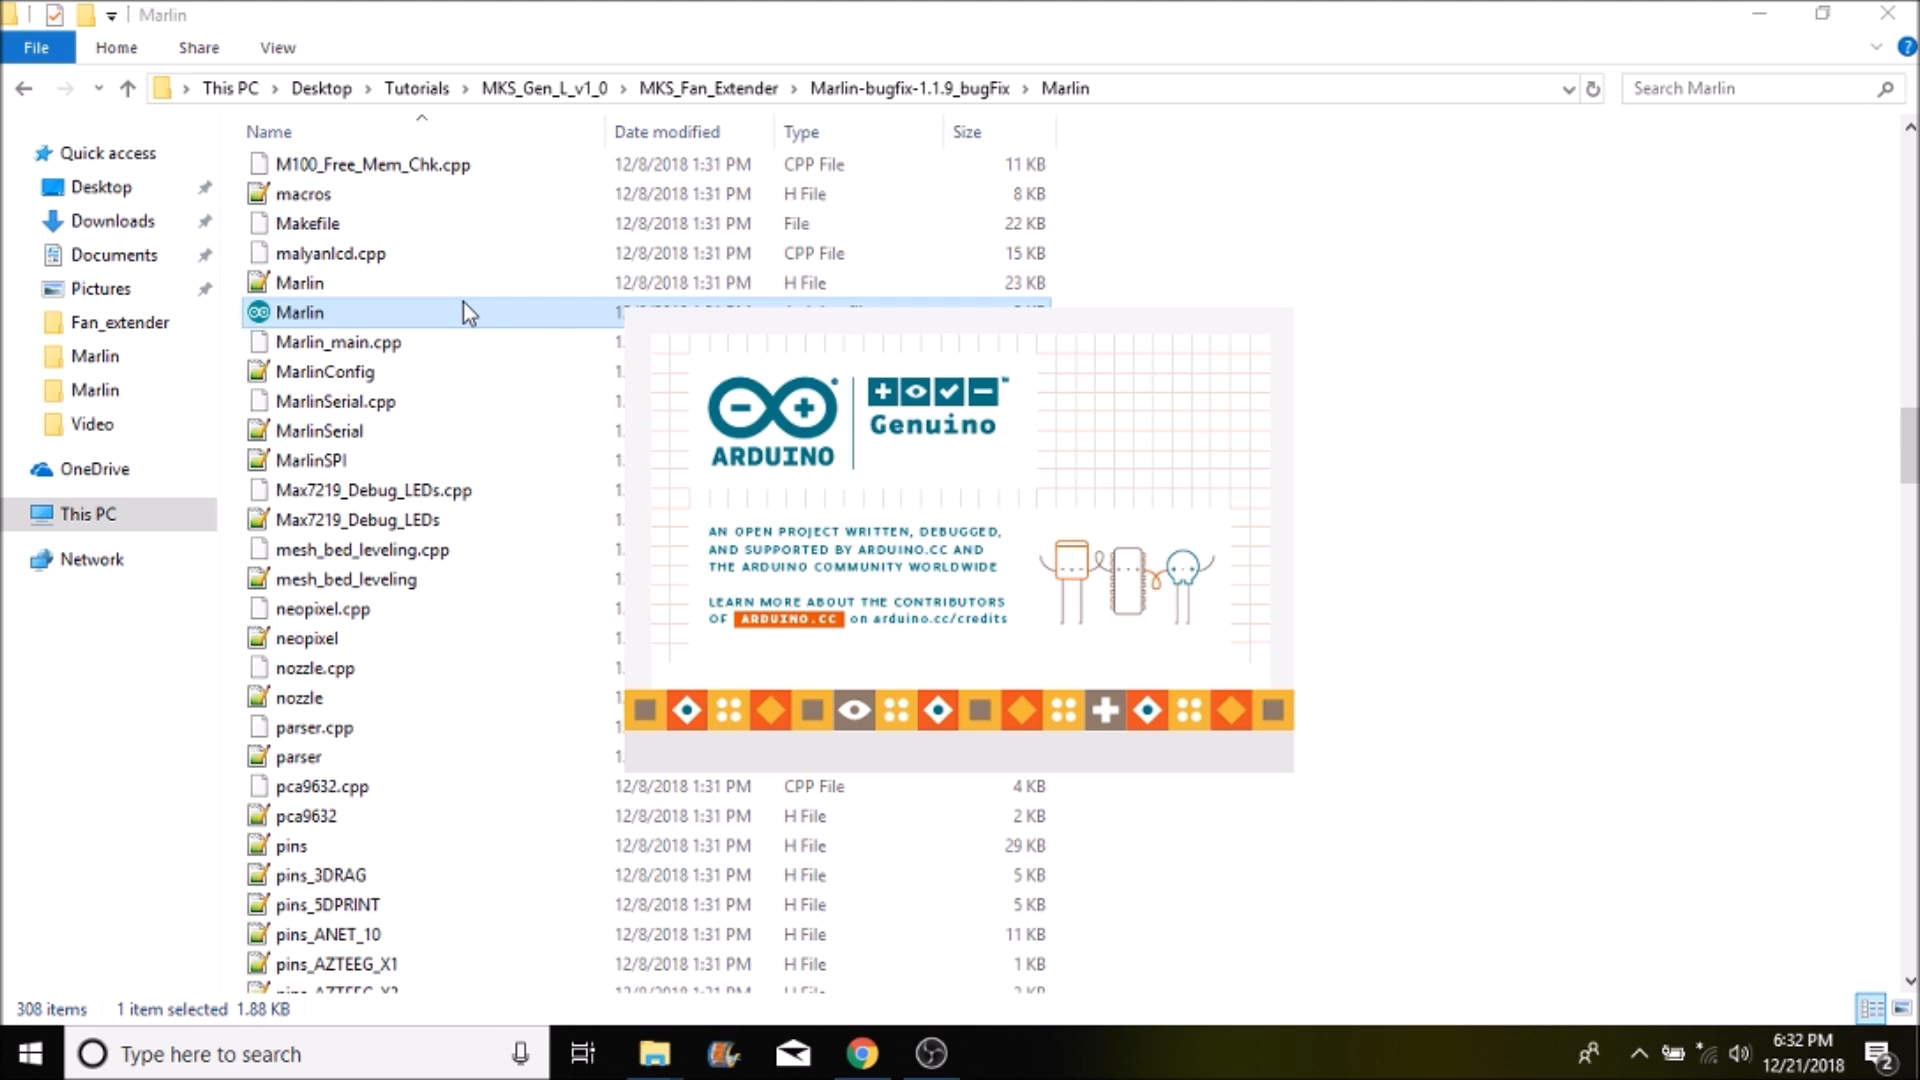 Marlin
File Home Share View
This PC Desktop Tutorials MKS_Gen_L_v1_0 MKS_Fan_Extender Marlin-bugfix-1.1.9_bugFix Marlin Search Marlin
Name Date modified Type Size
Quick access
Desktop
Downloads
Documents
Pictures
Fan_extender
Marlin
Marlin
Video
OneDrive
This PC
Network
M100_Free_Mem_Chk.cpp 12/8/2018 1:31 PM CPP File 11 KB
macros 12/8/2018 1:31 PM H File 8 KB
Makefile 12/8/2018 1:31 PM File 22 KB
malyanlcd.cpp 12/8/2018 1:31 PM CPP File 15 KB
Marlin 12/8/2018 1:31 PM H File 23 KB
Marlin
Marlin_main.cpp
MarlinConfig
MarlinSerial.cpp
MarlinSerial
MarlinSPI
Max7219_Debug_LEDs.cpp
Max7219_Debug_LEDs
mesh_bed_leveling.cpp
mesh_bed_leveling
neopixel.cpp
neopixel
nozzle.cpp
nozzle
parser.cpp
parser
pca9632.cpp 12/8/2018 1:31 PM CPP File 4 KB
pca9632 12/8/2018 1:31 PM H File 2 KB
pins 12/8/2018 1:31 PM H File 29 KB
pins_3DRAG 12/8/2018 1:31 PM H File 5 KB
pins_5DPRINT 12/8/2018 1:31 PM H File 5 KB
pins_ANET_10 12/8/2018 1:31 PM H File 11 KB
pins_AZTEEG_X1 12/8/2018 1:31 PM H File 1 KB
ARDUINO
Genuino
AN OPEN PROJECT WRITTEN, DEBUGGED,
AND SUPPORTED BY ARDUINO.CC AND
THE ARDUINO COMMUNITY WORLDWIDE
LEARN MORE ABOUT THE CONTRIBUTORS
OF ARDUINO.CC on arduino.cc/credits
308 items 1 item selected 1.88 KB
Type here to search
6:32 PM
12/21/2018
2